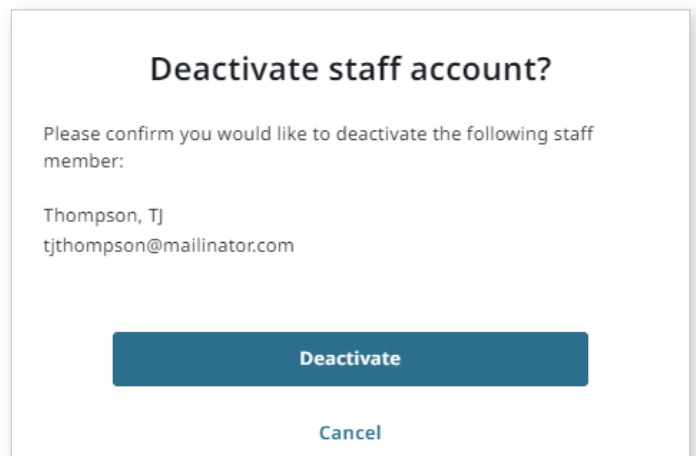 Deactivate staff account?
Please confirm you would like to deactivate the following staff
member:
Thompson, TJ
tjthompson@mailinator.com
Deactivate
Cancel